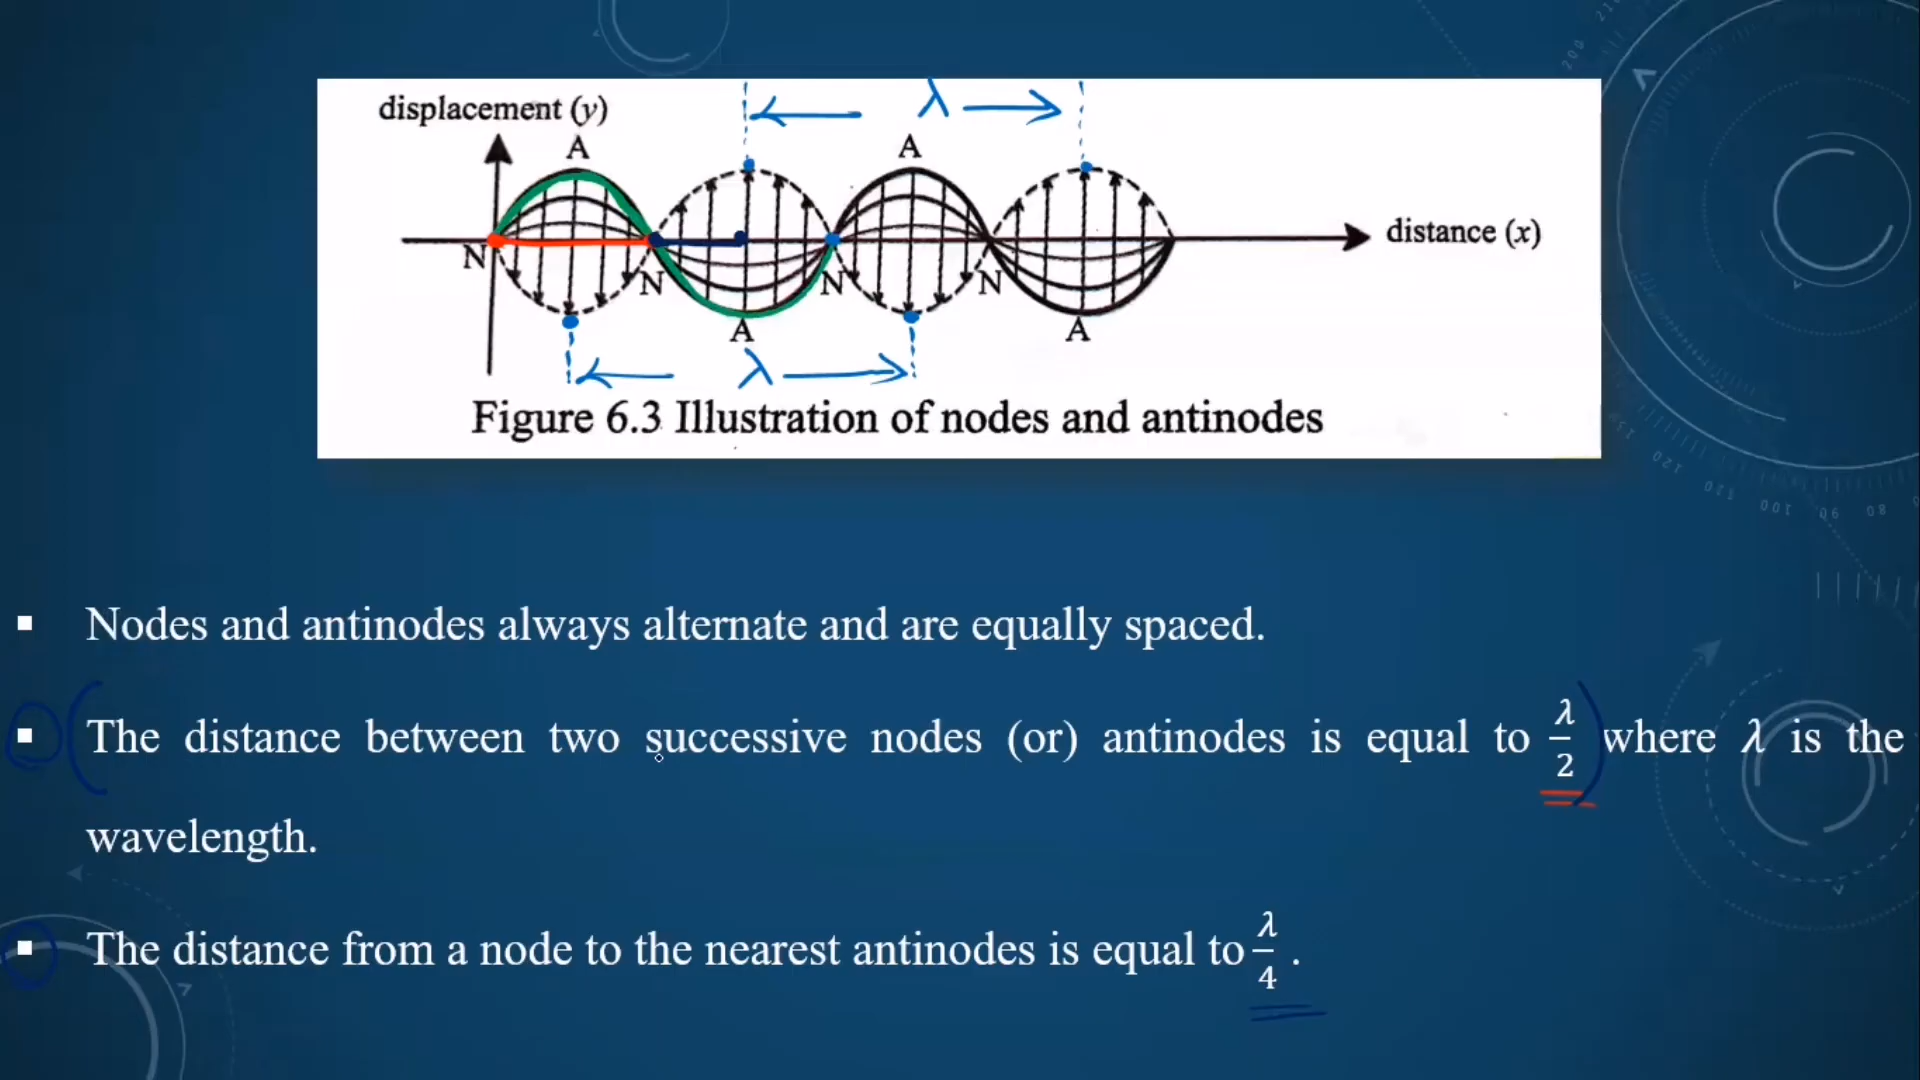 displacement (y)
λ
A
A
distance (x)
N
N
N
N
A
A
λ
Figure 6.3 Illustration of nodes and antinodes
▪ Nodes and antinodes always alternate and are equally spaced.
▪ The distance between two successive nodes (or) antinodes is equal to λ/2 where λ is the
wavelength.
▪ The distance from a node to the nearest antinodes is equal to λ/4 .